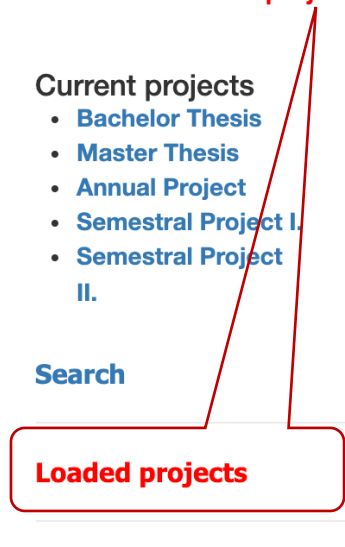 Current projects
• Bachelor Thesis
• Master Thesis
• Annual Project
• Semestral Project I.
• Semestral Project
II.
Search
Loaded projects